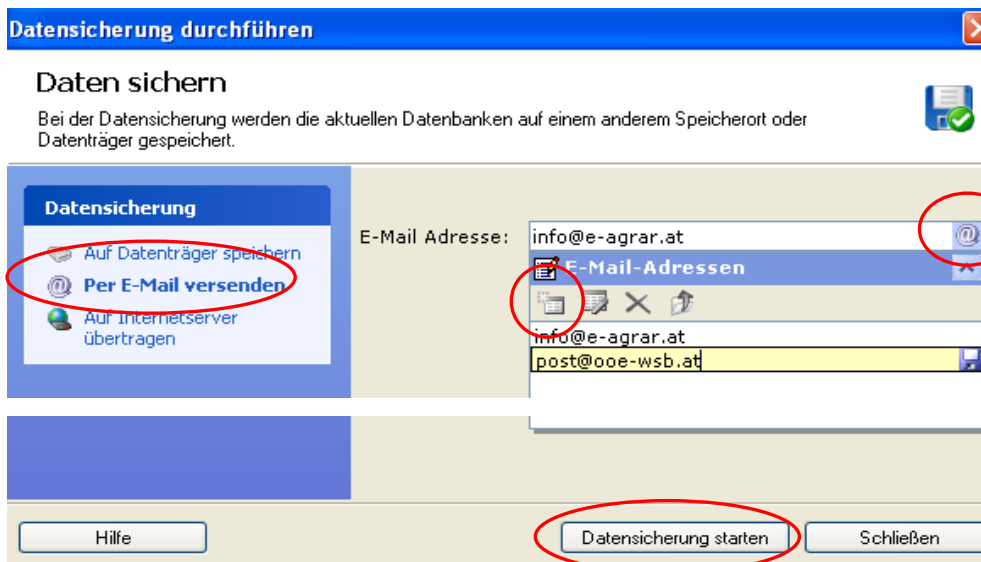 Datensicherung durchführen
Daten sichern
Bei der Datensicherung werden die aktuellen Datenbanken auf einem anderem Speicherort oder
Datenträger gespeichert.
Datensicherung
Auf Datenträger speichern
Per E-Mail versenden
Auf Internetserver
übertragen
E-Mail Adresse:
info@e-agrar.at
E-Mail-Adressen
info@e-agrar.at
post@ooe-wsb.at
Hilfe
Datensicherung starten
Schließen